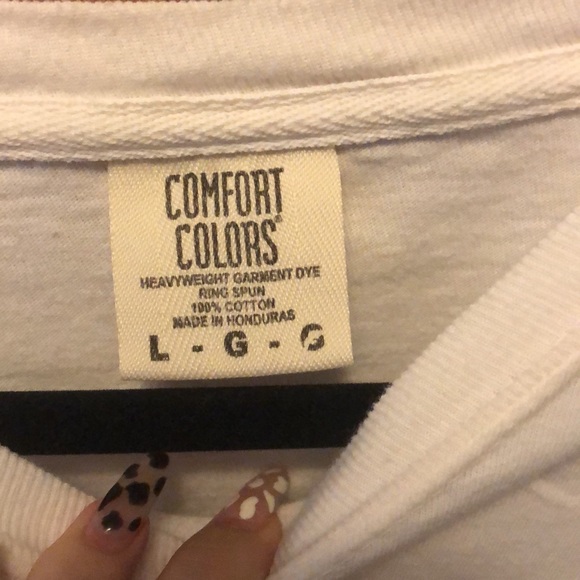 COMFORT
COLORS®
HEAVYWEIGHT GARMENT DYE
RING SPUN
100% COTTON
MADE IN HONDURAS
L - G - G